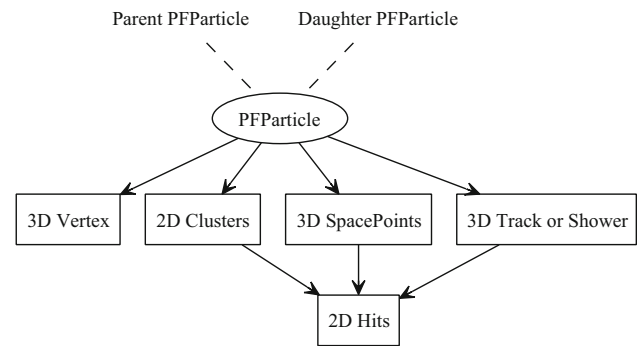 Parent PFParticle
Daughter PFParticle
PFParticle
3D Vertex
2D Clusters
3D SpacePoints
3D Track or Shower
2D Hits